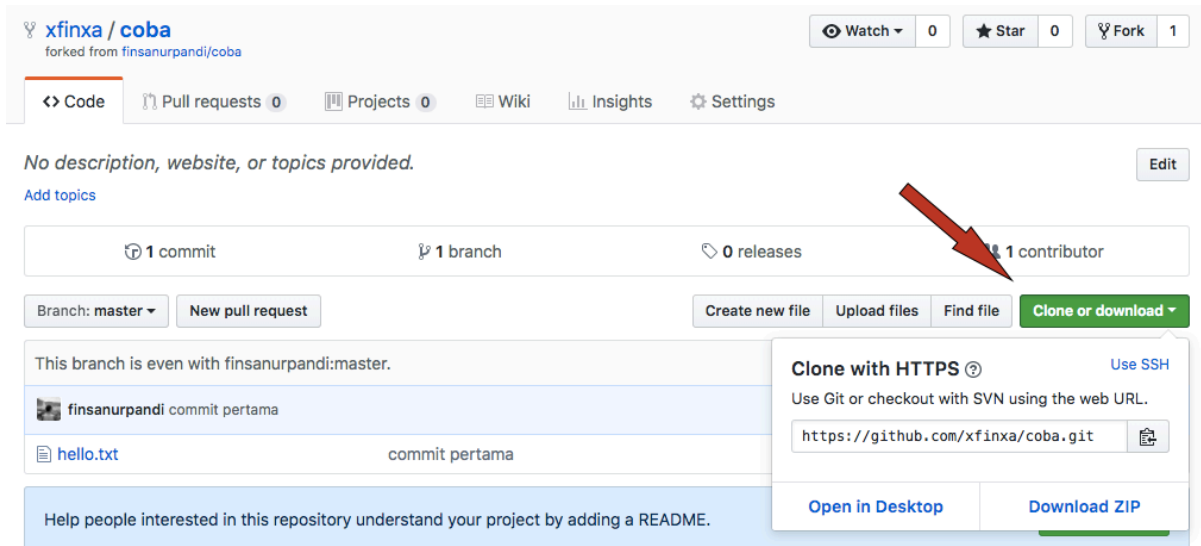 xfinxa / coba
Watch 0 Star 0 Fork 1
forked from finsanurpandi/coba
Code Pull requests 0 Projects 0 Wiki Insights Settings
No description, website, or topics provided.
Edit
Add topics
1 commit 1 branch 0 releases 1 contributor
Branch: master New pull request Create new file Upload files Find file Clone or download
This branch is even with finsanurpandi:master.
finsanurpandi commit pertama
hello.txt commit pertama
Help people interested in this repository understand your project by adding a README.
Clone with HTTPS ?
Use SSH
Use Git or checkout with SVN using the web URL.
https://github.com/xfinxa/coba.git
Open in Desktop Download ZIP